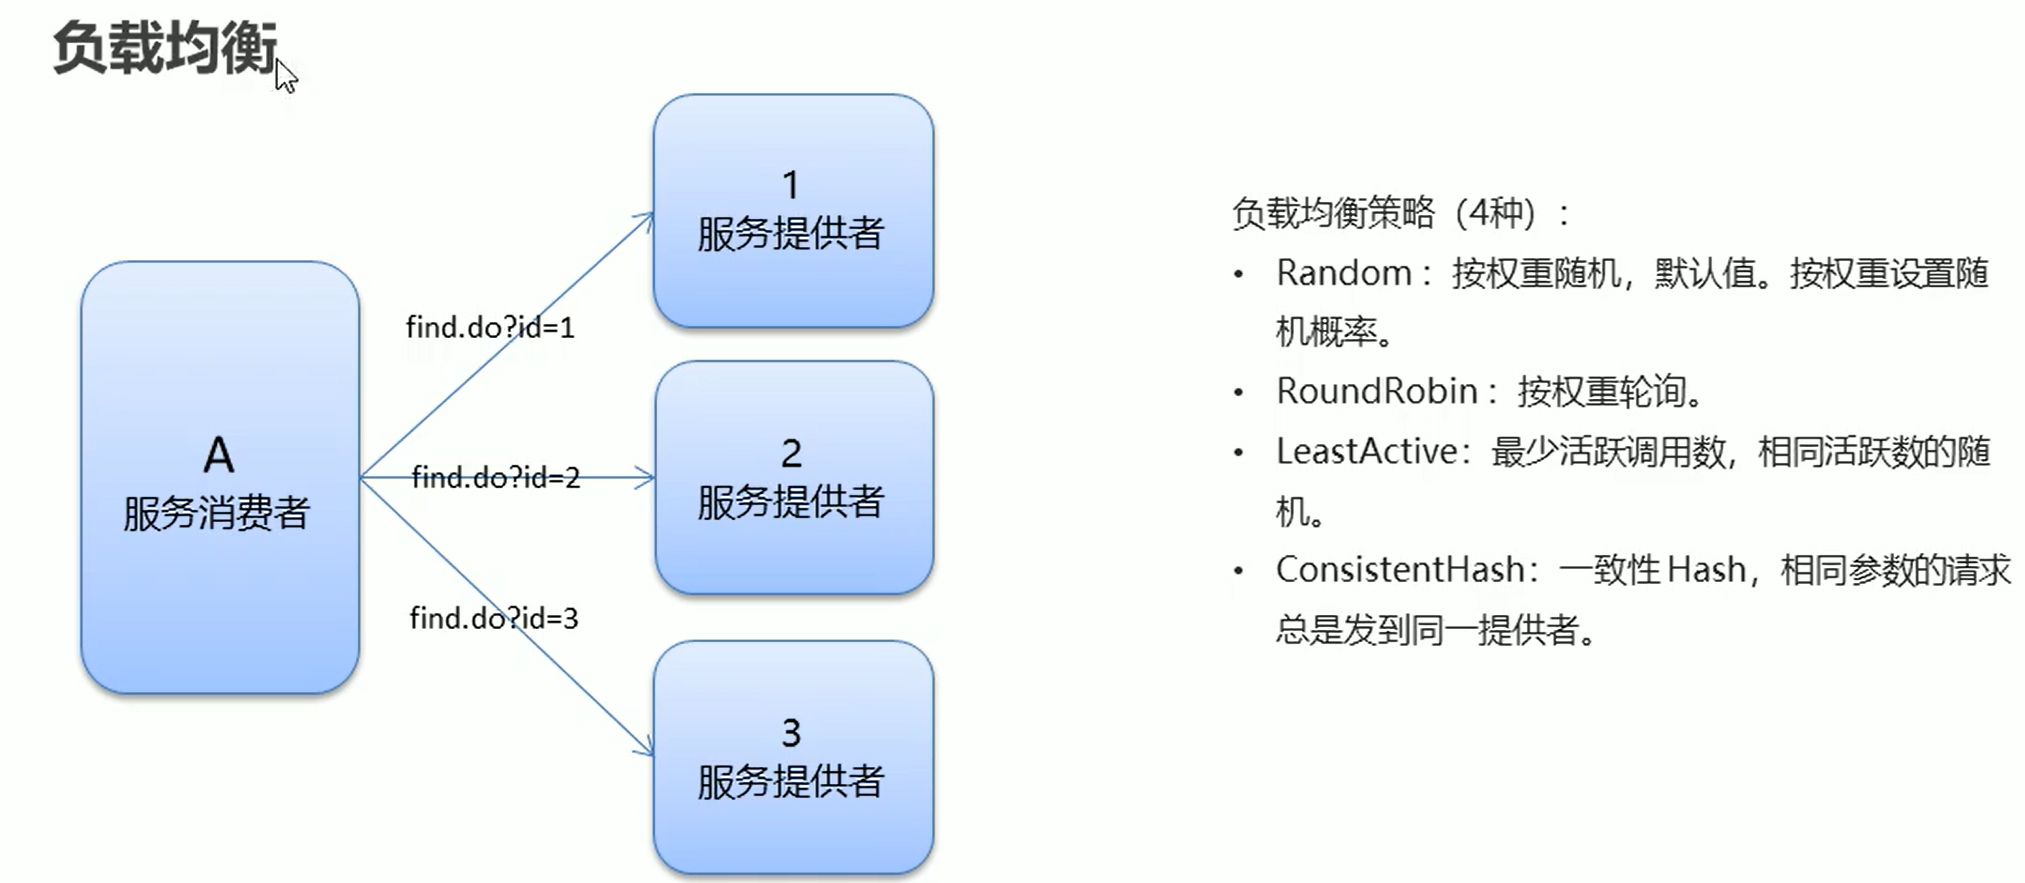 负载均衡
A
服务消费者
find.do?id=1
find.do?id=2
find.do?id=3
1
服务提供者
2
服务提供者
3
服务提供者
负载均衡策略（4种）：
• Random：按权重随机，默认值。按权重设置随
机概率。
• RoundRobin：按权重轮询。
• LeastActive：最少活跃调用数，相同活跃数的随
机。
• ConsistentHash：一致性Hash，相同参数的请求
总是发到同一提供者。